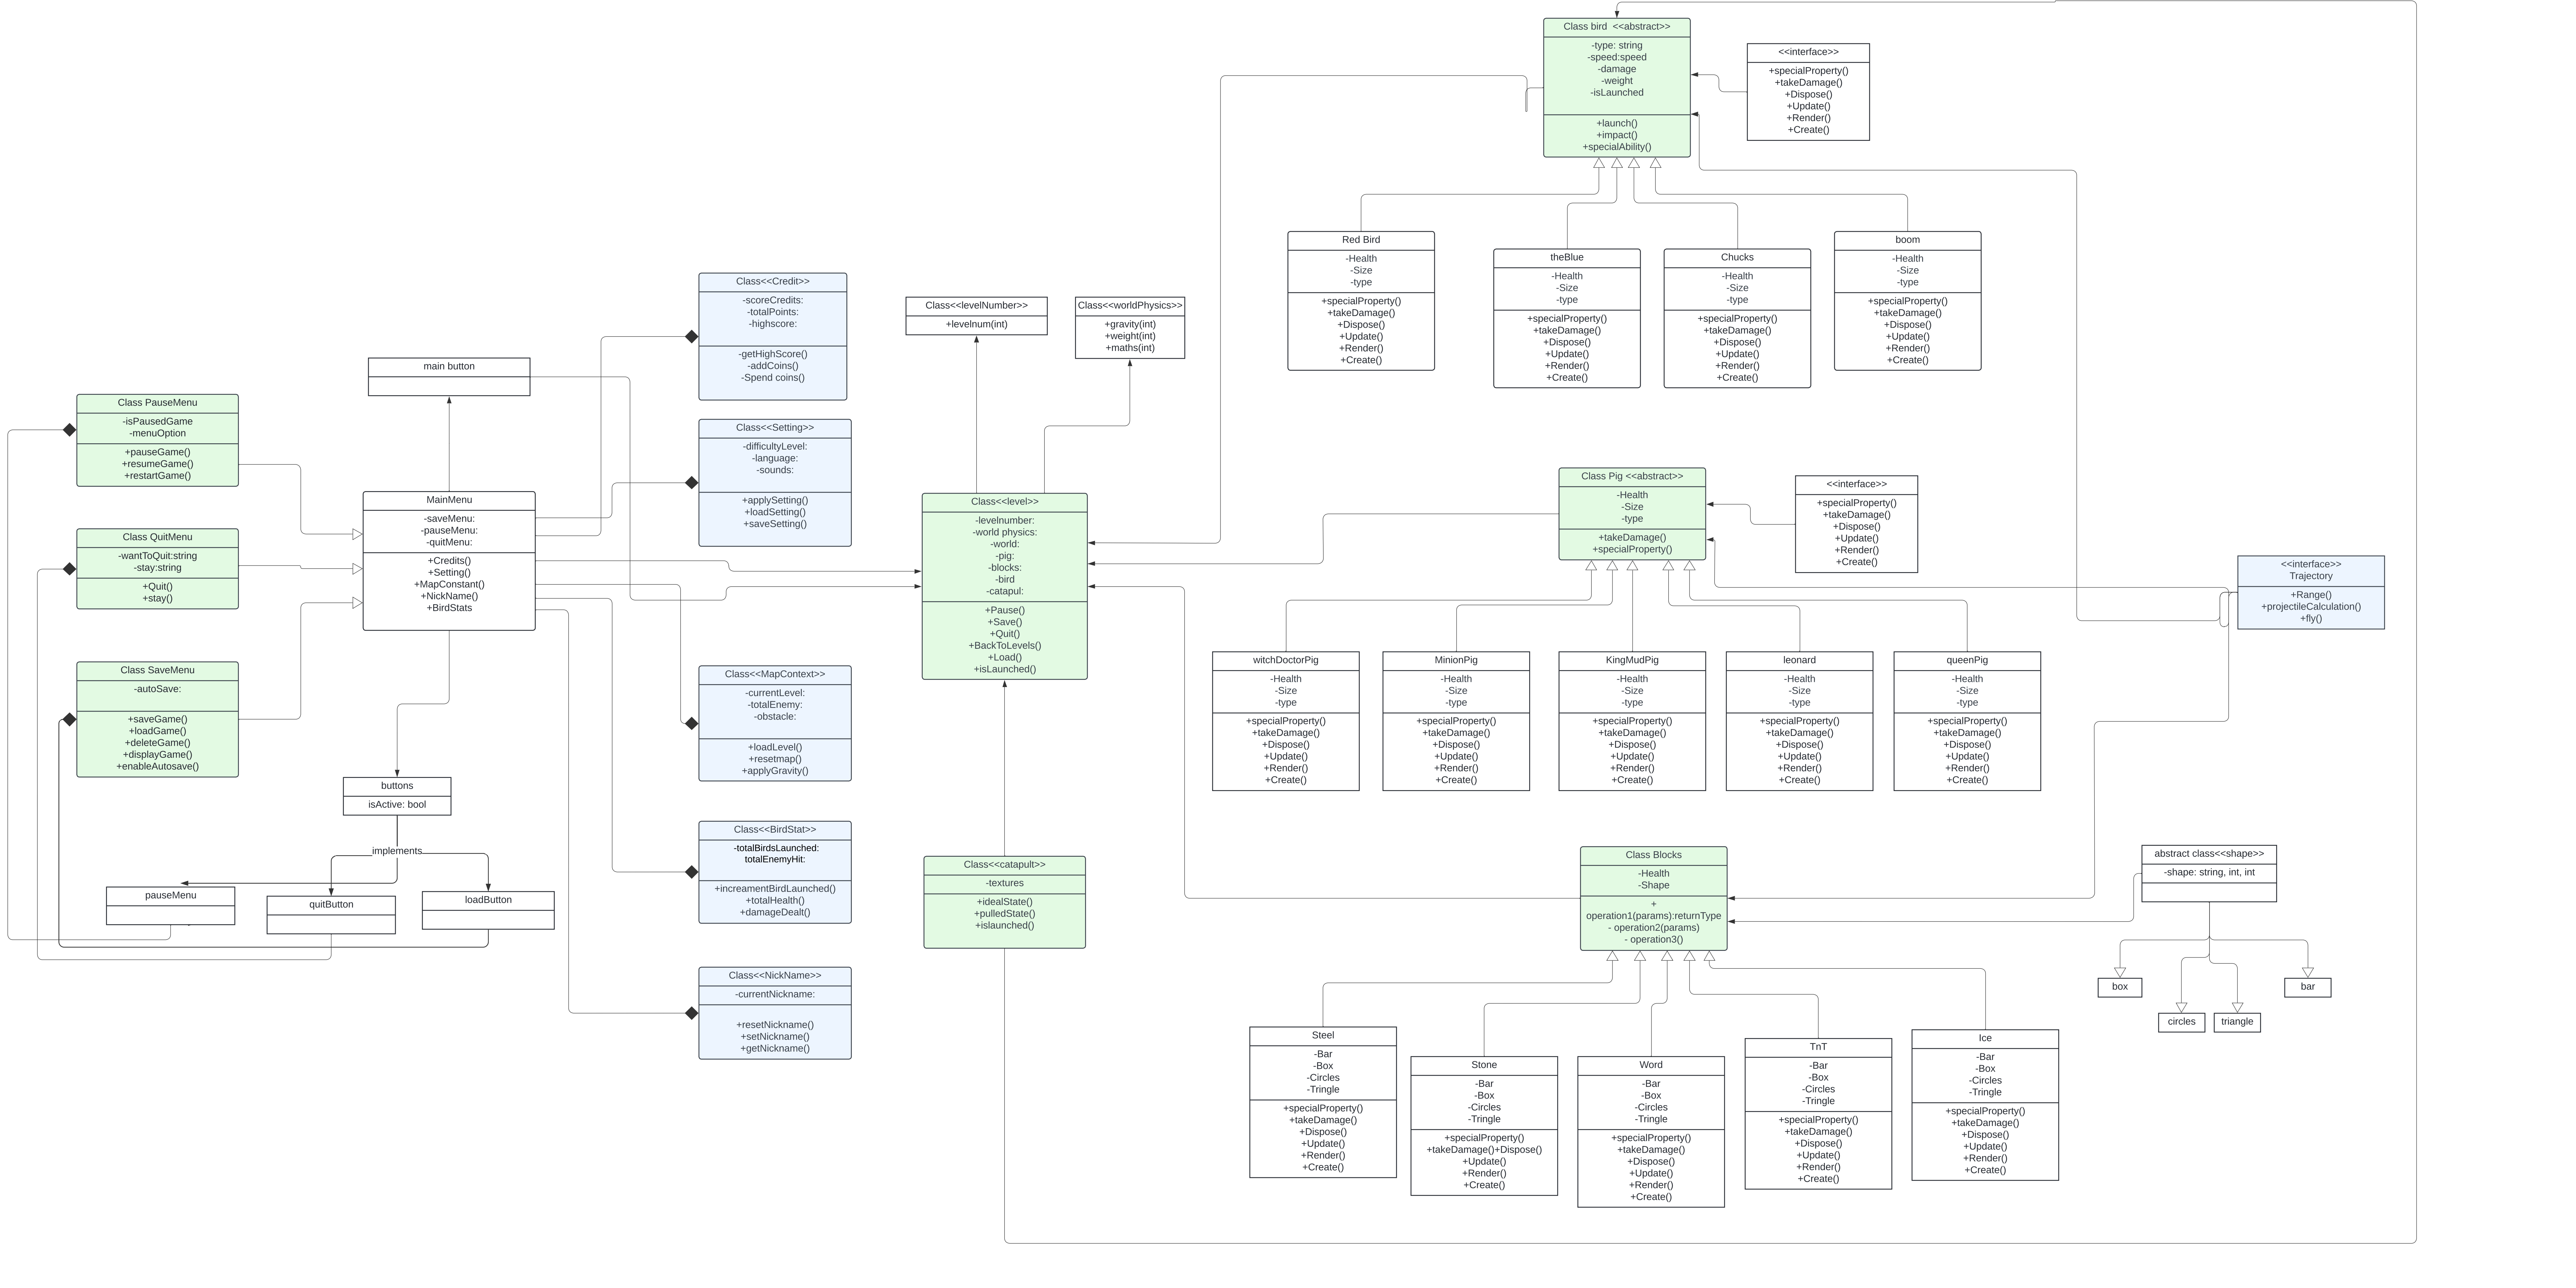 Class bird  <<abstract>>
-type: string
-speed:speed
-damage
-weight
-isLaunched
+launch()
+impact()
+specialAbility()
<<interface>>
+specialProperty()
+takeDamage()
+Dispose()
+Update()
+Render()
+Create()
Red Bird
-Health
-Size
-type
+specialProperty()
+takeDamage()
+Dispose()
+Update()
+Render()
+Create()
theBlue
-Health
-Size
-type
+specialProperty()
+takeDamage()
+Dispose()
+Update()
+Render()
+Create()
Chucks
-Health
-Size
-type
+specialProperty()
+takeDamage()
+Dispose()
+Update()
+Render()
+Create()
boom
-Health
-Size
-type
+specialProperty()
+takeDamage()
+Dispose()
+Update()
+Render()
+Create()
Class<<Credit>>
-scoreCredits:
-totalPoints:
-highscore:
-getHighScore()
-addCoins()
-Spend coins()
Class<<levelNumber>>
+levelnum(int)
Class<<worldPhysics>>
+gravity(int)
+weight(int)
+maths(int)
main button
Class PauseMenu
-isPausedGame
-menuOption
+pauseGame()
+resumeGame()
+restartGame()
Class<<Setting>>
-difficultyLevel:
-language:
-sounds:
+applySetting()
+loadSetting()
+saveSetting()
MainMenu
-saveMenu:
-pauseMenu:
-quitMenu:
+Credits()
+Setting()
+MapConstant()
+NickName()
+BirdStats
Class QuitMenu
-wantToQuit:string
-stay:string
+Quit()
+stay()
Class SaveMenu
-autoSave:
+saveGame()
+loadGame()
+deleteGame()
+displayGame()
+enableAutosave()
Class<<level>>
-levelnumber:
-world physics:
-world:
-pig:
-blocks:
-bird
-catapul:
+Pause()
+Save()
+Quit()
+BackToLevels()
+Load()
+isLaunched()
Class Pig <<abstract>>
-Health
-Size
-type
+takeDamage()
+specialProperty()
<<interface>>
+specialProperty()
+takeDamage()
+Dispose()
+Update()
+Render()
+Create()
<<interface>>
Trajectory
+Range()
+projectileCalculation()
+fly()
witchDoctorPig
-Health
-Size
-type
+specialProperty()
+takeDamage()
+Dispose()
+Update()
+Render()
+Create()
MinionPig
-Health
-Size
-type
+specialProperty()
+takeDamage()
+Dispose()
+Update()
+Render()
+Create()
KingMudPig
-Health
-Size
-type
+specialProperty()
+takeDamage()
+Dispose()
+Update()
+Render()
+Create()
leonard
-Health
-Size
-type
+specialProperty()
+takeDamage()
+Dispose()
+Update()
+Render()
+Create()
queenPig
-Health
-Size
-type
+specialProperty()
+takeDamage()
+Dispose()
+Update()
+Render()
+Create()
Class<<MapContext>>
-currentLevel:
-totalEnemy:
-obstacle:
+loadLevel()
+resetmap()
+applyGravity()
buttons
isActive: bool
implements
pauseMenu
quitButton
loadButton
Class<<BirdStat>>
-totalBirdsLaunched:
totalEnemyHit:
+increamentBirdLaunched()
+totalHealth()
+damageDealt()
Class<<catapult>>
-textures
+idealState()
+pulledState()
+islaunched()
Class<<NickName>>
-currentNickname:
+resetNickname()
+setNickname()
+getNickname()
Class Blocks
-Health
-Shape
+
operation1(params):returnType
- operation2(params)
- operation3()
abstract class<<shape>>
-shape: string, int, int
box
circles
triangle
bar
Steel
-Bar
-Box
-Circles
-Tringle
+specialProperty()
+takeDamage()
+Dispose()
+Update()
+Render()
+Create()
Stone
-Bar
-Box
-Circles
-Tringle
+specialProperty()
+takeDamage()+Dispose()
+Update()
+Render()
+Create()
Word
-Bar
-Box
-Circles
-Tringle
+specialProperty()
+takeDamage()
+Dispose()
+Update()
+Render()
+Create()
TnT
-Bar
-Box
-Circles
-Tringle
+specialProperty()
+takeDamage()
+Dispose()
+Update()
+Render()
+Create()
Ice
-Bar
-Box
-Circles
-Tringle
+specialProperty()
+takeDamage()
+Dispose()
+Update()
+Render()
+Create()